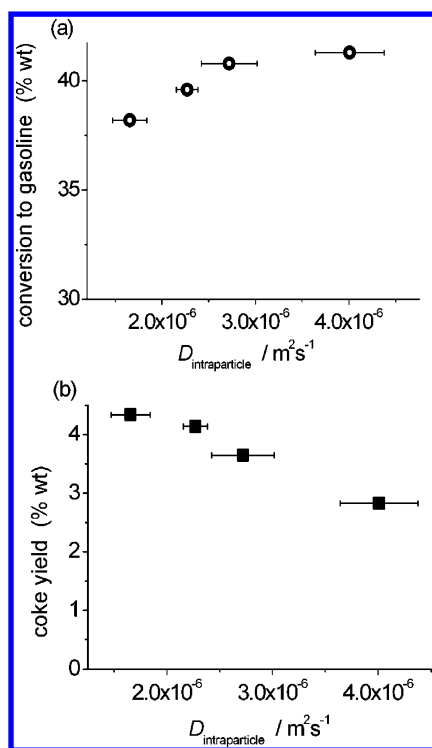 (a)
conversion to gasoline (% wt)
40
35
30
2.0x10⁻⁶ 3.0x10⁻⁶ 4.0x10⁻⁶
D_intraparticle / m²s⁻¹
(b)
coke yield (% wt)
4
3
2
1
0
2.0x10⁻⁶ 3.0x10⁻⁶ 4.0x10⁻⁶
D_intraparticle / m²s⁻¹